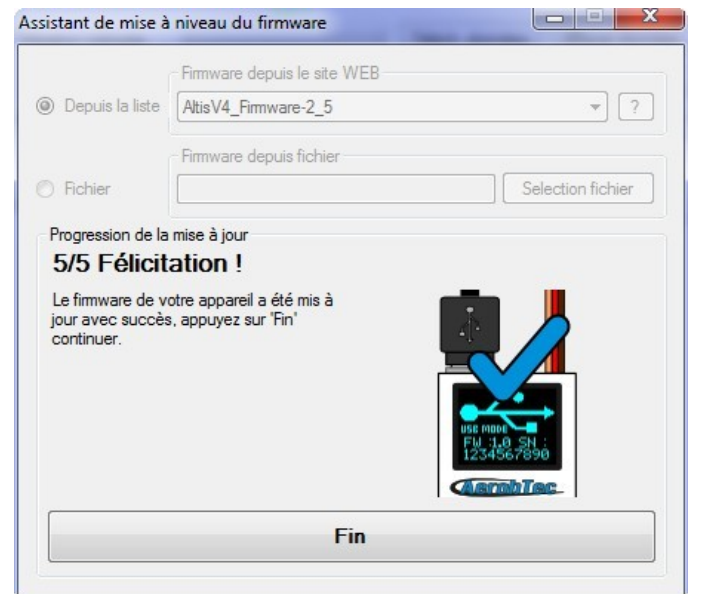 Assistant de mise à niveau du firmware
X
Firmware depuis le site WEB
Depuis la liste
AltisV4_Firmware-2_5
?
Firmware depuis fichier
Fichier
Selection fichier
Progression de la mise à jour
5/5 Félicitation !
Le firmware de votre appareil a été mis à
jour avec succès, appuyez sur 'Fin'
continuer.
USB MODE
FW :1.0 SN :
1234567890
AerobTec
Fin